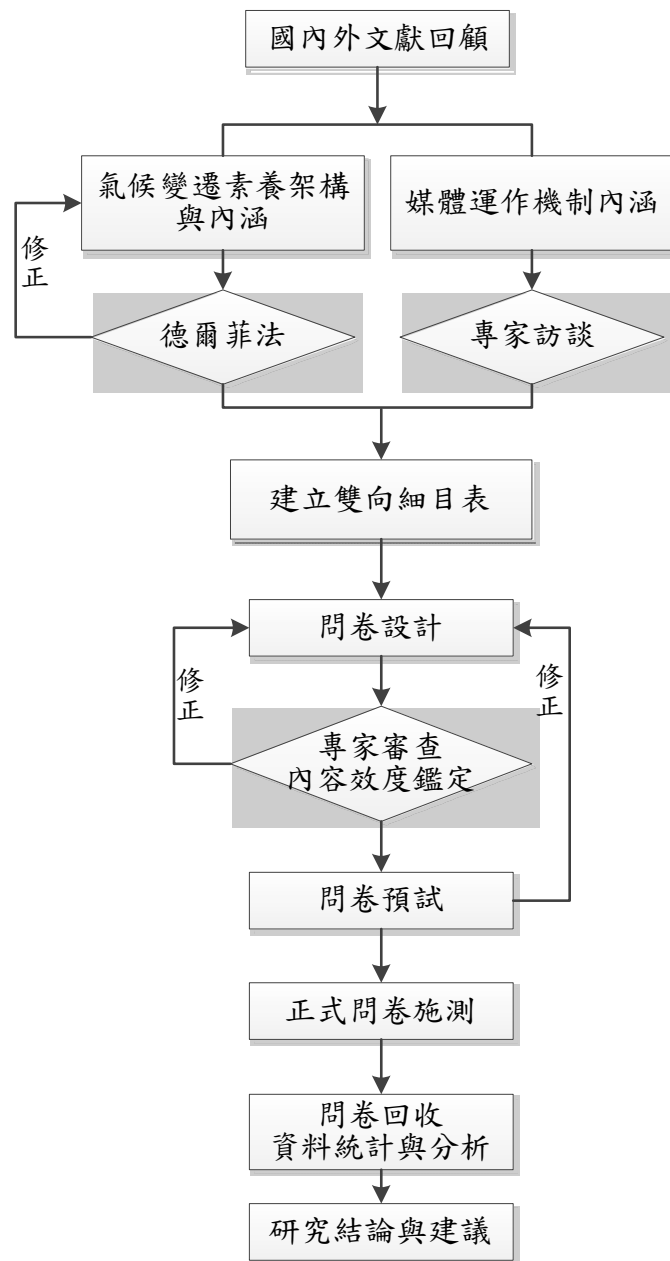 國內外文獻回顧
氣候變遷素養架構
與內涵
媒體運作機制內涵
修
正
德爾菲法
專家訪談
建立雙向細目表
問卷設計
修
正
修
正
專家審查
內容效度鑑定
問卷預試
正式問卷施測
問卷回收
資料統計與分析
研究結論與建議